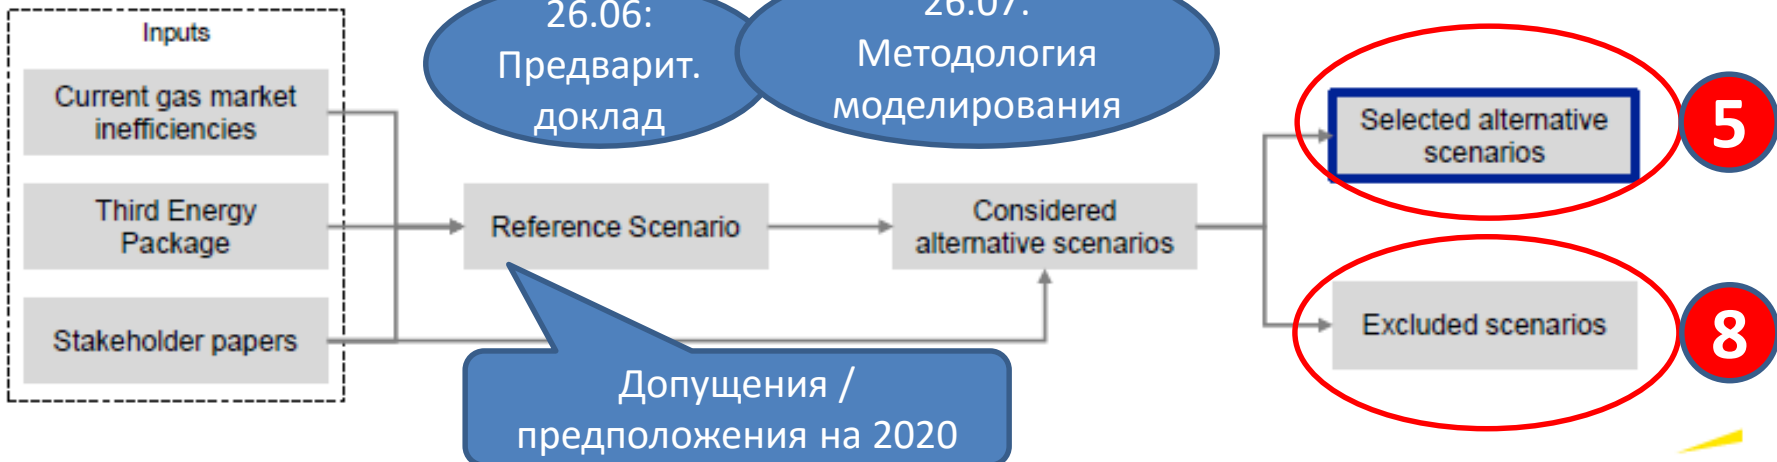 Inputs
Current gas market
inefficiencies
Third Energy
Package
Stakeholder papers
26.06:
Предварит.
доклад
26.07:
Методология
моделирования
Reference Scenario
Considered
alternative scenarios
Допущения /
предположения на 2020
Selected alternative
scenarios
5
Excluded scenarios
8